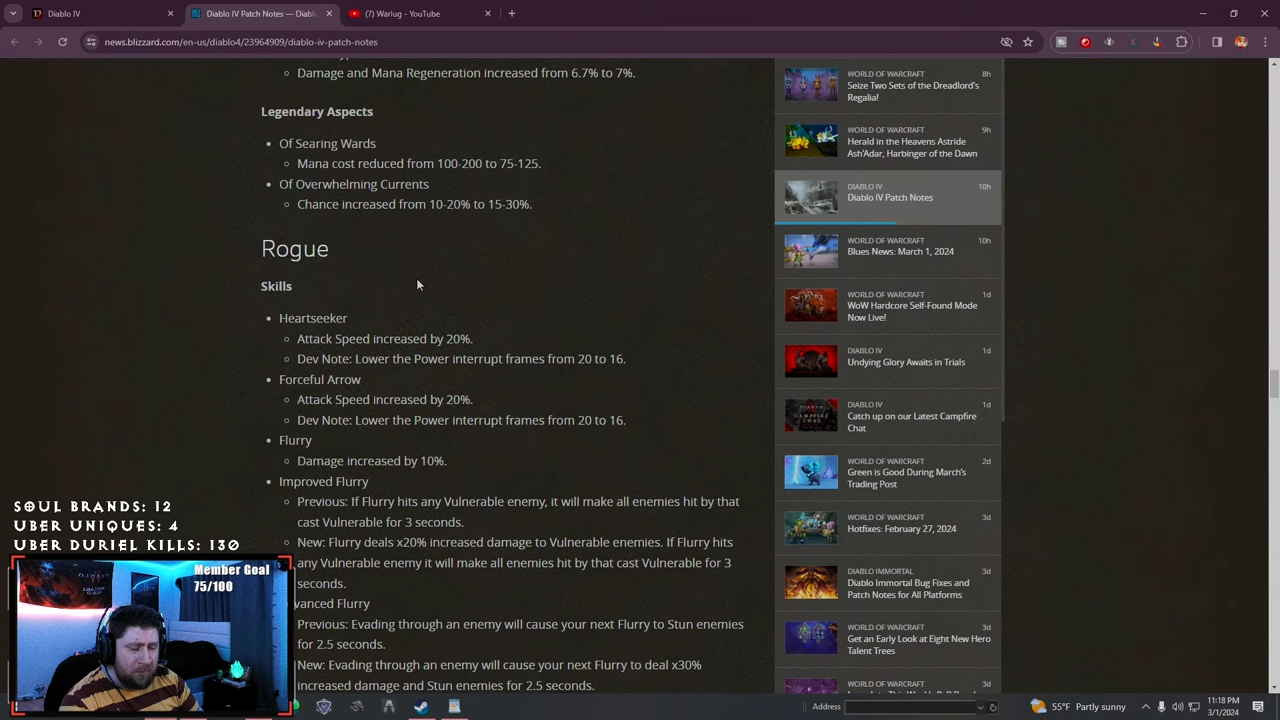 Diablo IV
Diablo IV Patch Notes — Diablo
(7) Warlug - YouTube
news.blizzard.com/en-us/diablo4/23964909/diablo-iv-patch-notes
Damage and Mana Regeneration increased from 6.7% to 7%.
Legendary Aspects
Of Searing Wards
Mana cost reduced from 100-200 to 75-125.
Of Overwhelming Currents
Chance increased from 10-20% to 15-30%.
Rogue
Skills
Heartseeker
Attack Speed increased by 20%.
Dev Note: Lower the Power interrupt frames from 20 to 16.
Forceful Arrow
Attack Speed increased by 20%.
Dev Note: Lower the Power interrupt frames from 20 to 16.
Flurry
Damage increased by 10%.
Improved Flurry
Previous: If Flurry hits any Vulnerable enemy, it will make all enemies hit by that
cast Vulnerable for 3 seconds.
New: Flurry deals x20% increased damage to Vulnerable enemies. If Flurry hits
any Vulnerable enemy it will make all enemies hit by that cast Vulnerable for 3
seconds.
vanced Flurry
Previous: Evading through an enemy will cause your next Flurry to Stun enemies
for 2.5 seconds.
New: Evading through an enemy will cause your next Flurry to deal x30%
increased damage and Stun enemies for 2.5 seconds.
WORLD OF WARCRAFT 8h
Seize Two Sets of the Dreadlord's
Regalia!
WORLD OF WARCRAFT 9h
Herald in the Heavens Astride
Ash'Adar, Harbinger of the Dawn
DIABLO IV 10h
Diablo IV Patch Notes
WORLD OF WARCRAFT 10h
Blues News: March 1, 2024
WORLD OF WARCRAFT 1d
WoW Hardcore Self-Found Mode
Now Live!
DIABLO IV 1d
Undying Glory Awaits in Trials
DIABLO IV 1d
Catch up on our Latest Campfire
Chat
WORLD OF WARCRAFT 2d
Green is Good During March's
Trading Post
WORLD OF WARCRAFT 3d
Hotfixes: February 27, 2024
DIABLO IMMORTAL 3d
Diablo Immortal Bug Fixes and
Patch Notes for All Platforms
WORLD OF WARCRAFT 3d
Get an Early Look at Eight New Hero
Talent Trees
WORLD OF WARCRAFT 3d
SOUL BRANDS: 12
UBER UNIQUES: 4
UBER DURIEL KILLS: 130
Member Goal
75/100
Address
55°F Partly sunny
11:18 PM
3/1/2024